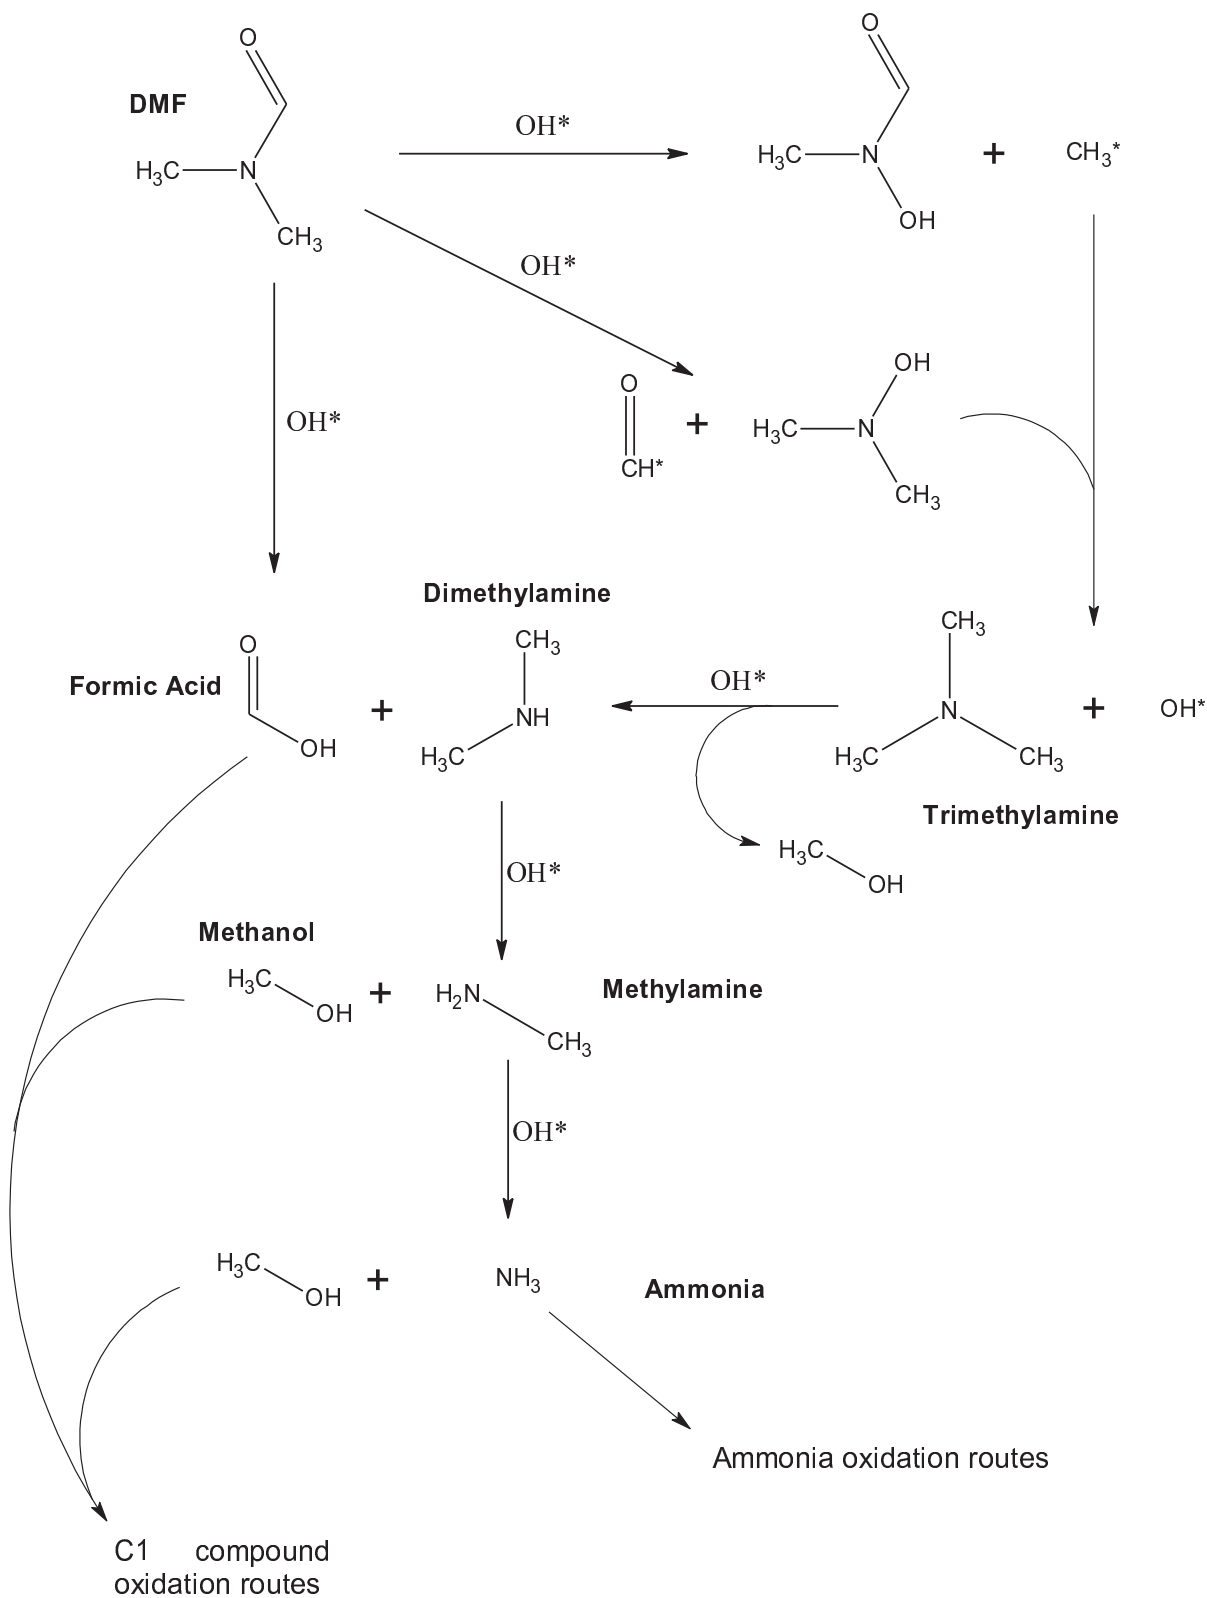 O
O
DMF
OH*
H₃C
N
H₃C
N
+
CH₃*
CH₃
OH
OH*
OH
O
OH*
+
H₃C
N
CH*
CH₃
Dimethylamine
CH₃
CH₃
O
Formic Acid
OH*
+
NH
N
+
OH*
OH
H₃C
H₃C
CH₃
Trimethylamine
H₃C
OH*
OH
Methanol
H₃C
+
H₂N
Methylamine
OH
CH₃
OH*
H₃C
+
NH₃
Ammonia
OH
Ammonia oxidation routes
C1 compound
oxidation routes